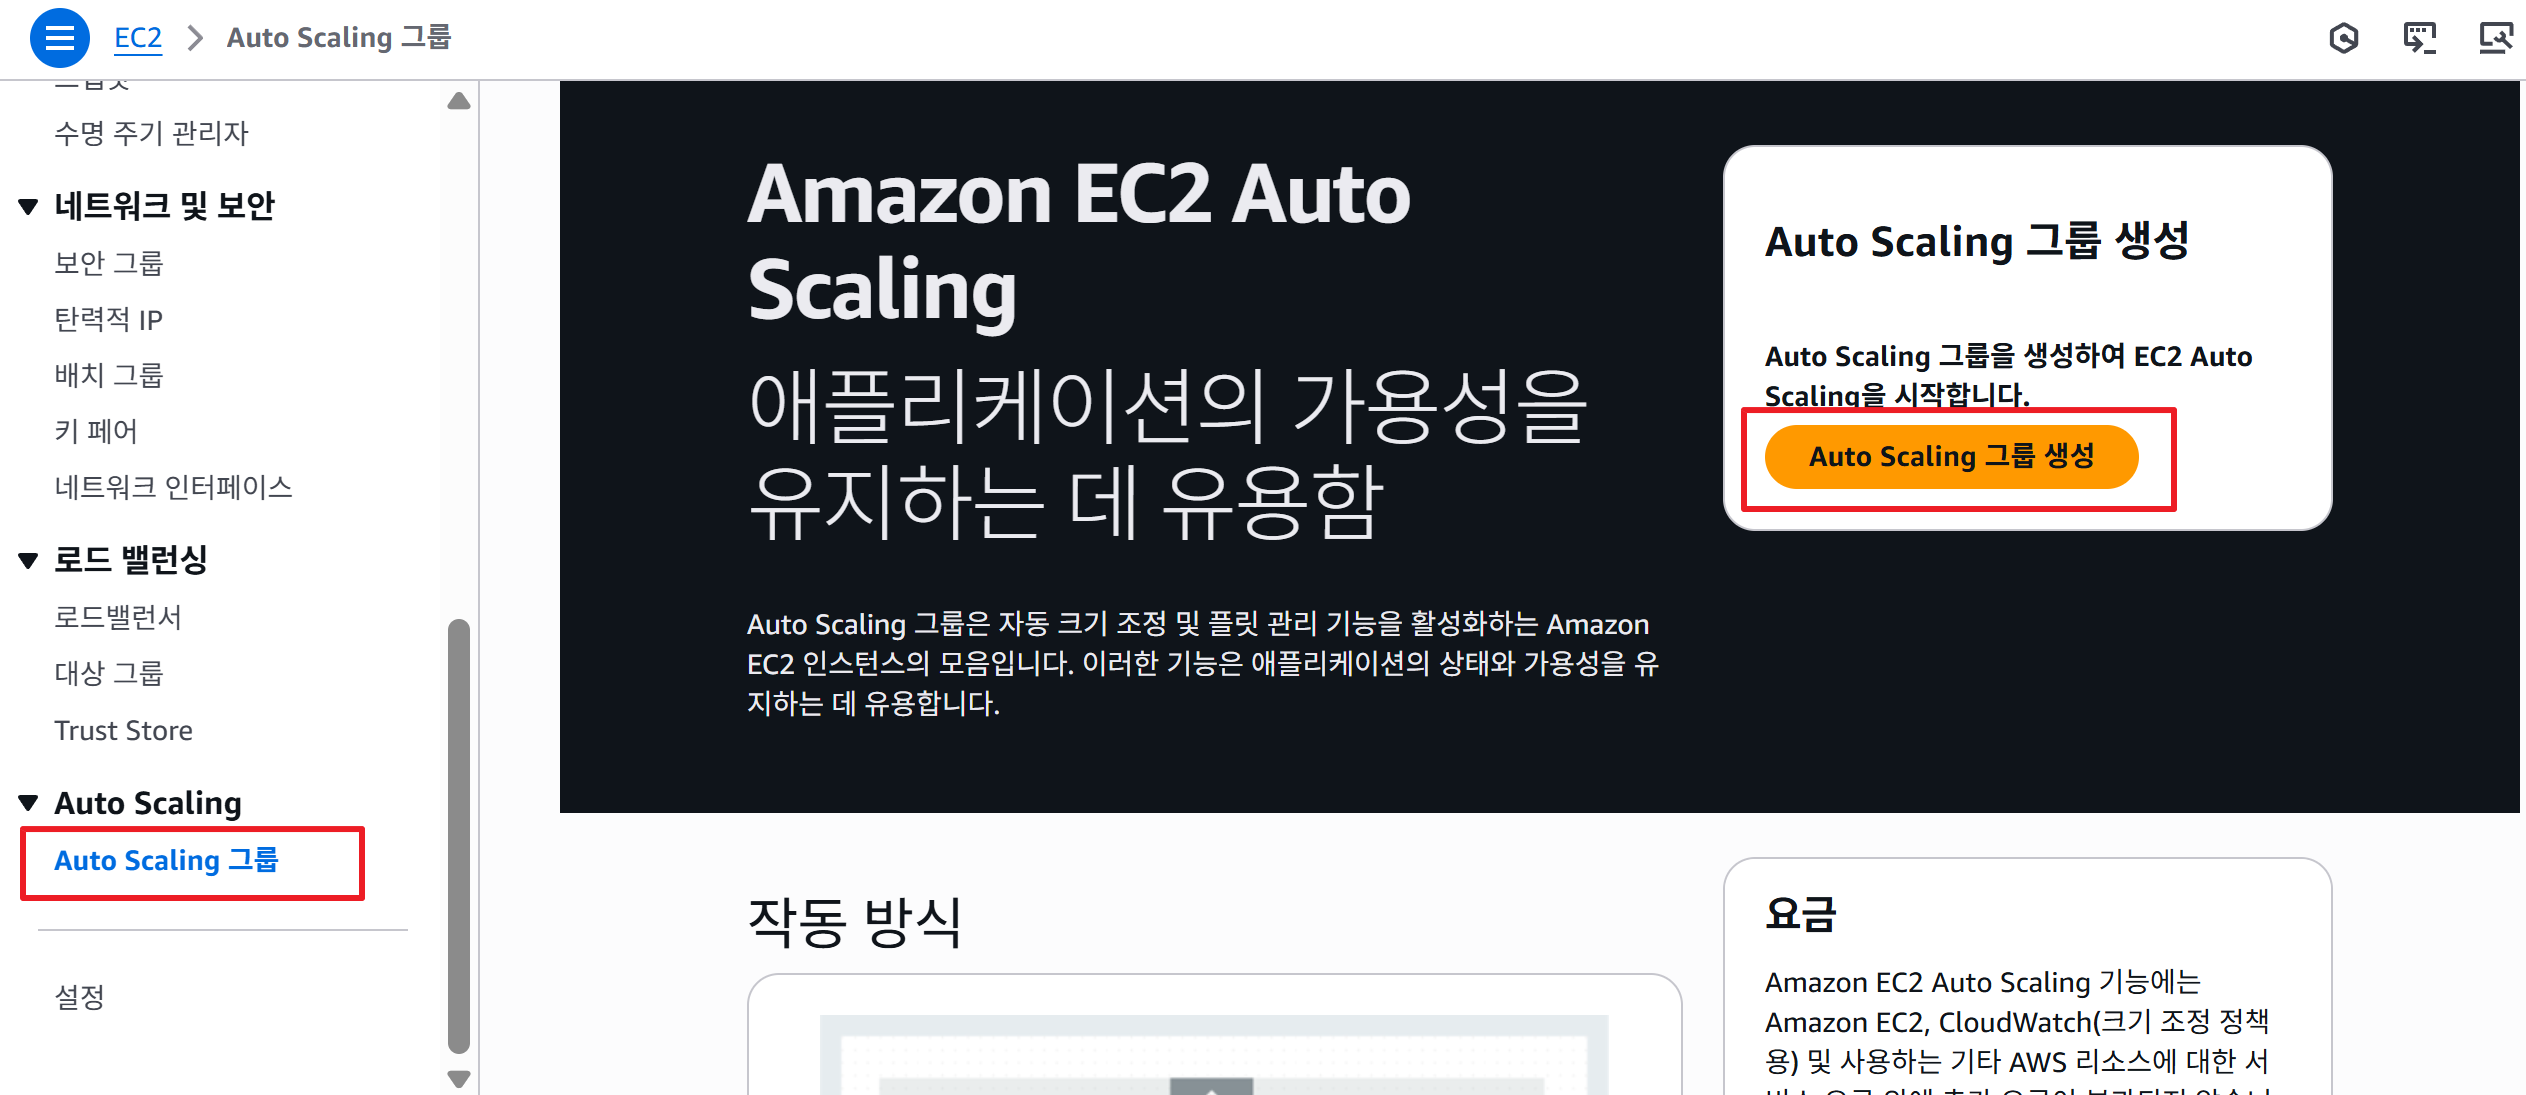 EC2 > Auto Scaling 그룹
수명 주기 관리자
네트워크 및 보안
보안 그룹
탄력적 IP
배치 그룹
키 페어
네트워크 인터페이스
로드 밸런싱
로드밸런서
대상 그룹
Trust Store
Auto Scaling
Auto Scaling 그룹
설정
Amazon EC2 Auto
Scaling
애플리케이션의 가용성을
유지하는 데 유용함
Auto Scaling 그룹은 자동 크기 조정 및 플릿 관리 기능을 활성화하는 Amazon
EC2 인스턴스의 모음입니다. 이러한 기능은 애플리케이션의 상태와 가용성을 유
지하는 데 유용합니다.
Auto Scaling 그룹 생성
Auto Scaling 그룹을 생성하여 EC2 Auto
Scaling을 시작합니다.
Auto Scaling 그룹 생성
작동 방식
요금
Amazon EC2 Auto Scaling 기능에는
Amazon EC2, CloudWatch(크기 조정 정책
용) 및 사용하는 기타 AWS 리소스에 대한 서